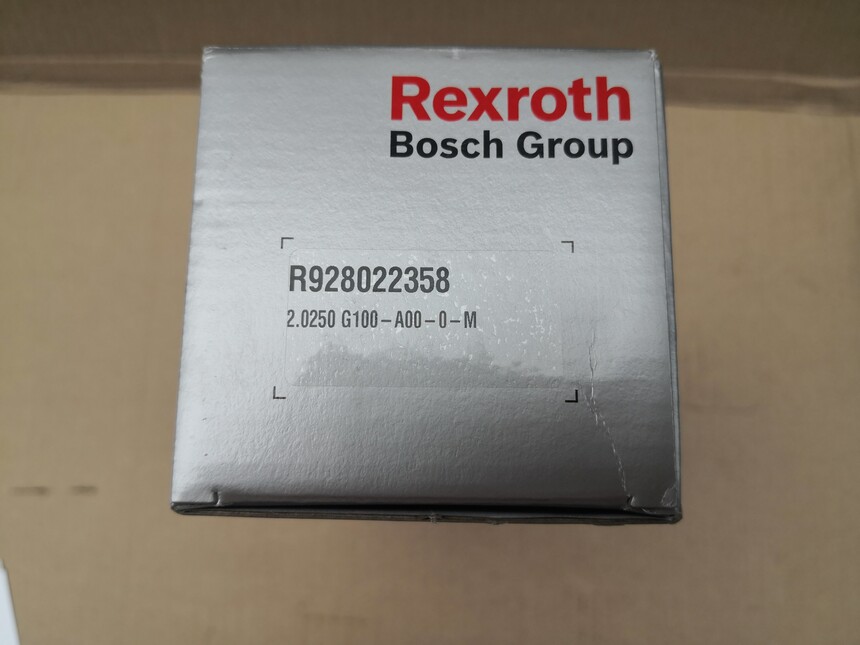 Rexroth
Bosch Group
R928022358
2.0250 G100-A00-0-M